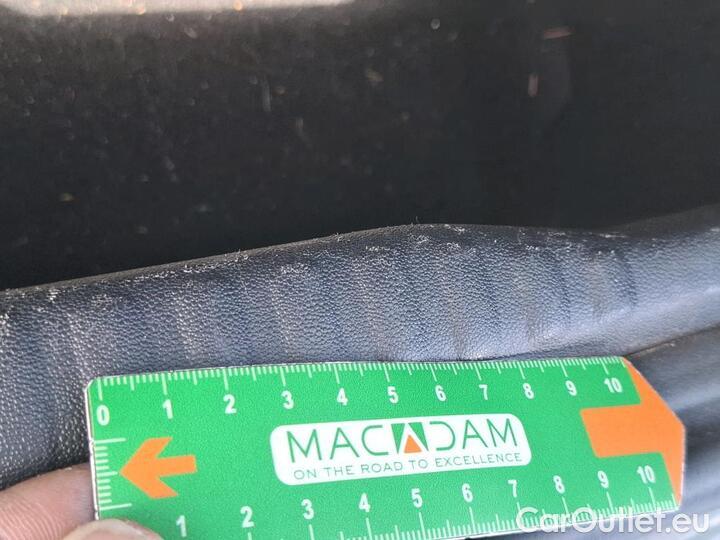 0 1 2 3 4 5 6 7 8 9 10
MACADAM
ON THE ROAD TO EXCELLENCE
1 2 3 4 5 6 7 8 9 10
CarOutlet.eu